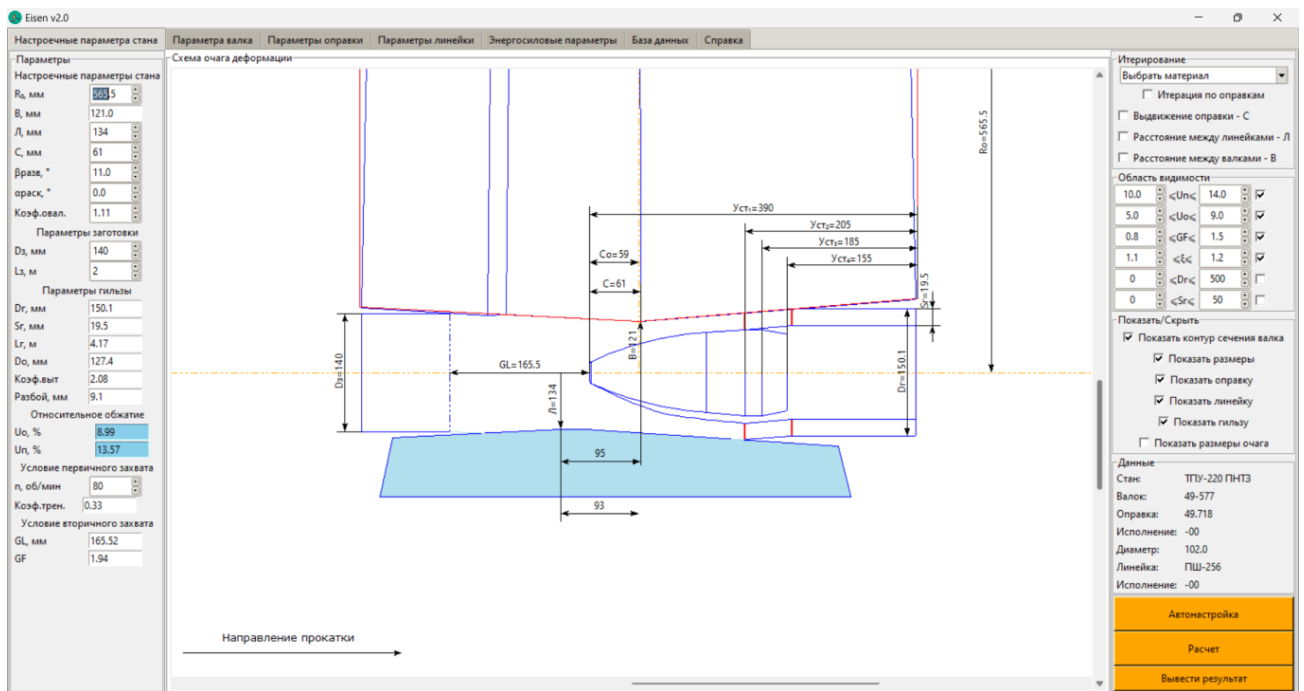 Eisen v2.0
Настроечные параметра стана Параметра валка Параметры оправки Параметры линейки Энергосиловые параметры База данных Справка
Параметры
Настроечные параметры стана
R₀, мм 565.5
B, мм 121.0
Л, мм 134
C, мм 61
βразв, ° 11.0
αраск, ° 0.0
Коэф.овал. 1.11
Параметры заготовки
Dз, мм 140
Lз, м 2
Параметры гильзы
Dг, мм 150.1
Sг, мм 19.5
Lг, м 4.17
Do, мм 127.4
Коэф.выт 2.08
Разбой, мм 9.1
Относительное обжатие
Uo, % 8.99
Uп, % 13.57
Условие первичного захвата
n, об/мин 80
Коэф.трен. 0.33
Условие вторичного захвата
GL, мм 165.52
GF 1.94
Схема очага деформации
Ro=565.5
Уст₁=390
Уст₂=205
Уст₃=185
Уст₄=155
Co=59
C=61
Sг=19.5
B=121
Dз=140
GL=165.5
Л=134
Dг=150.1
95
93
Направление прокатки
Итерирование
Выбрать материал
Итерация по оправкам
Выдвижение оправки - С
Расстояние между линейками - Л
Расстояние между валками - В
Область видимости
10.0 ⩽Uп⩽ 14.0
5.0 ⩽Uo⩽ 9.0
0.8 ⩽GF⩽ 1.5
1.1 ⩽ξ⩽ 1.2
0 ⩽Dг⩽ 500
0 ⩽Sг⩽ 50
Показать/Скрыть
Показать контур сечения валка
Показать размеры
Показать оправку
Показать линейку
Показать гильзу
Показать размеры очага
Данные
Стан: ТПУ-220 ПНТЗ
Валок: 49-577
Оправка: 49.718
Исполнение: -00
Диаметр: 102.0
Линейка: ПШ-256
Исполнение: -00
Автонастройка
Расчет
Вывести результат